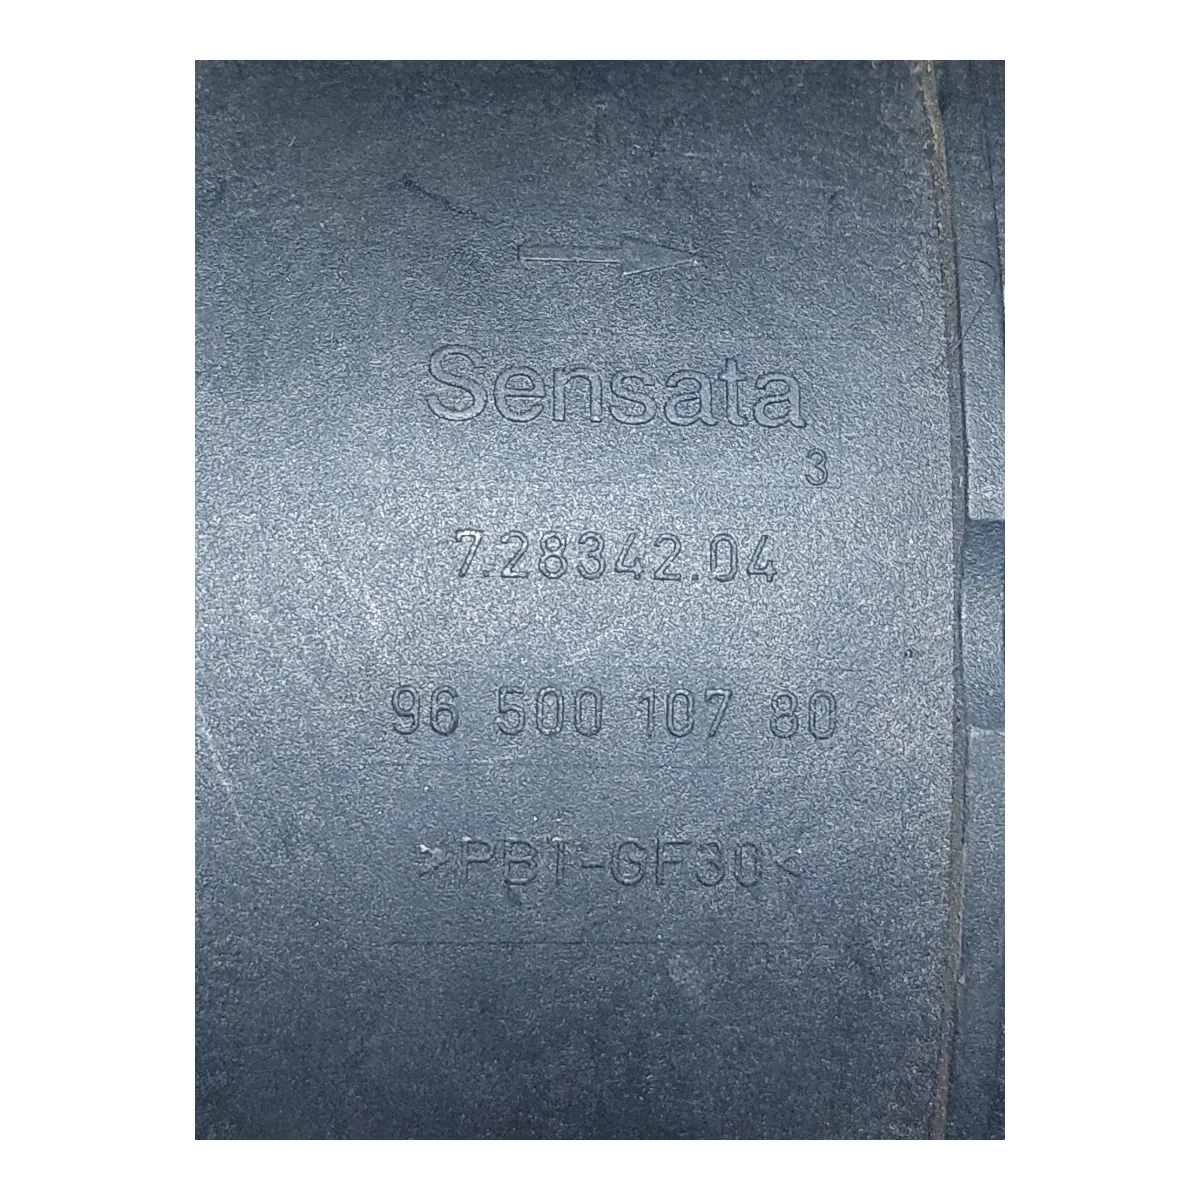 Sensata
3
7.28342.04
96 500 107 80
>PBT-GF30<